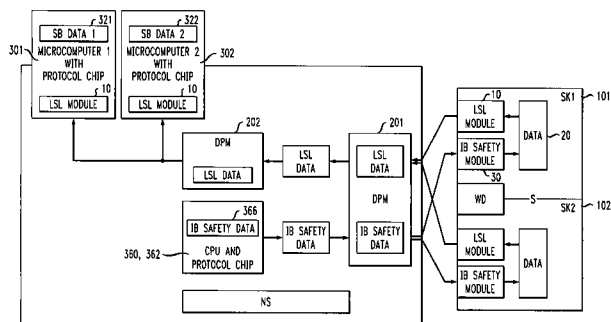 321
SB DATA 1
301
MICROCOMPUTER 1
WITH
PROTOCOL CHIP
10
LSL MODULE
322
SB DATA 2
MICROCOMPUTER 2
WITH
PROTOCOL CHIP
302
10
LSL MODULE
202
DPM
LSL DATA
LSL
DATA
201
LSL DATA
DPM
IB SAFETY
DATA
366
IB SAFETY DATA
360, 362
CPU AND
PROTOCOL CHIP
IB SAFETY
DATA
NS
10
SK1
101
LSL
MODULE
DATA
20
IB SAFETY
MODULE
30
WD
S
SK2
102
LSL
MODULE
DATA
IB SAFETY
MODULE